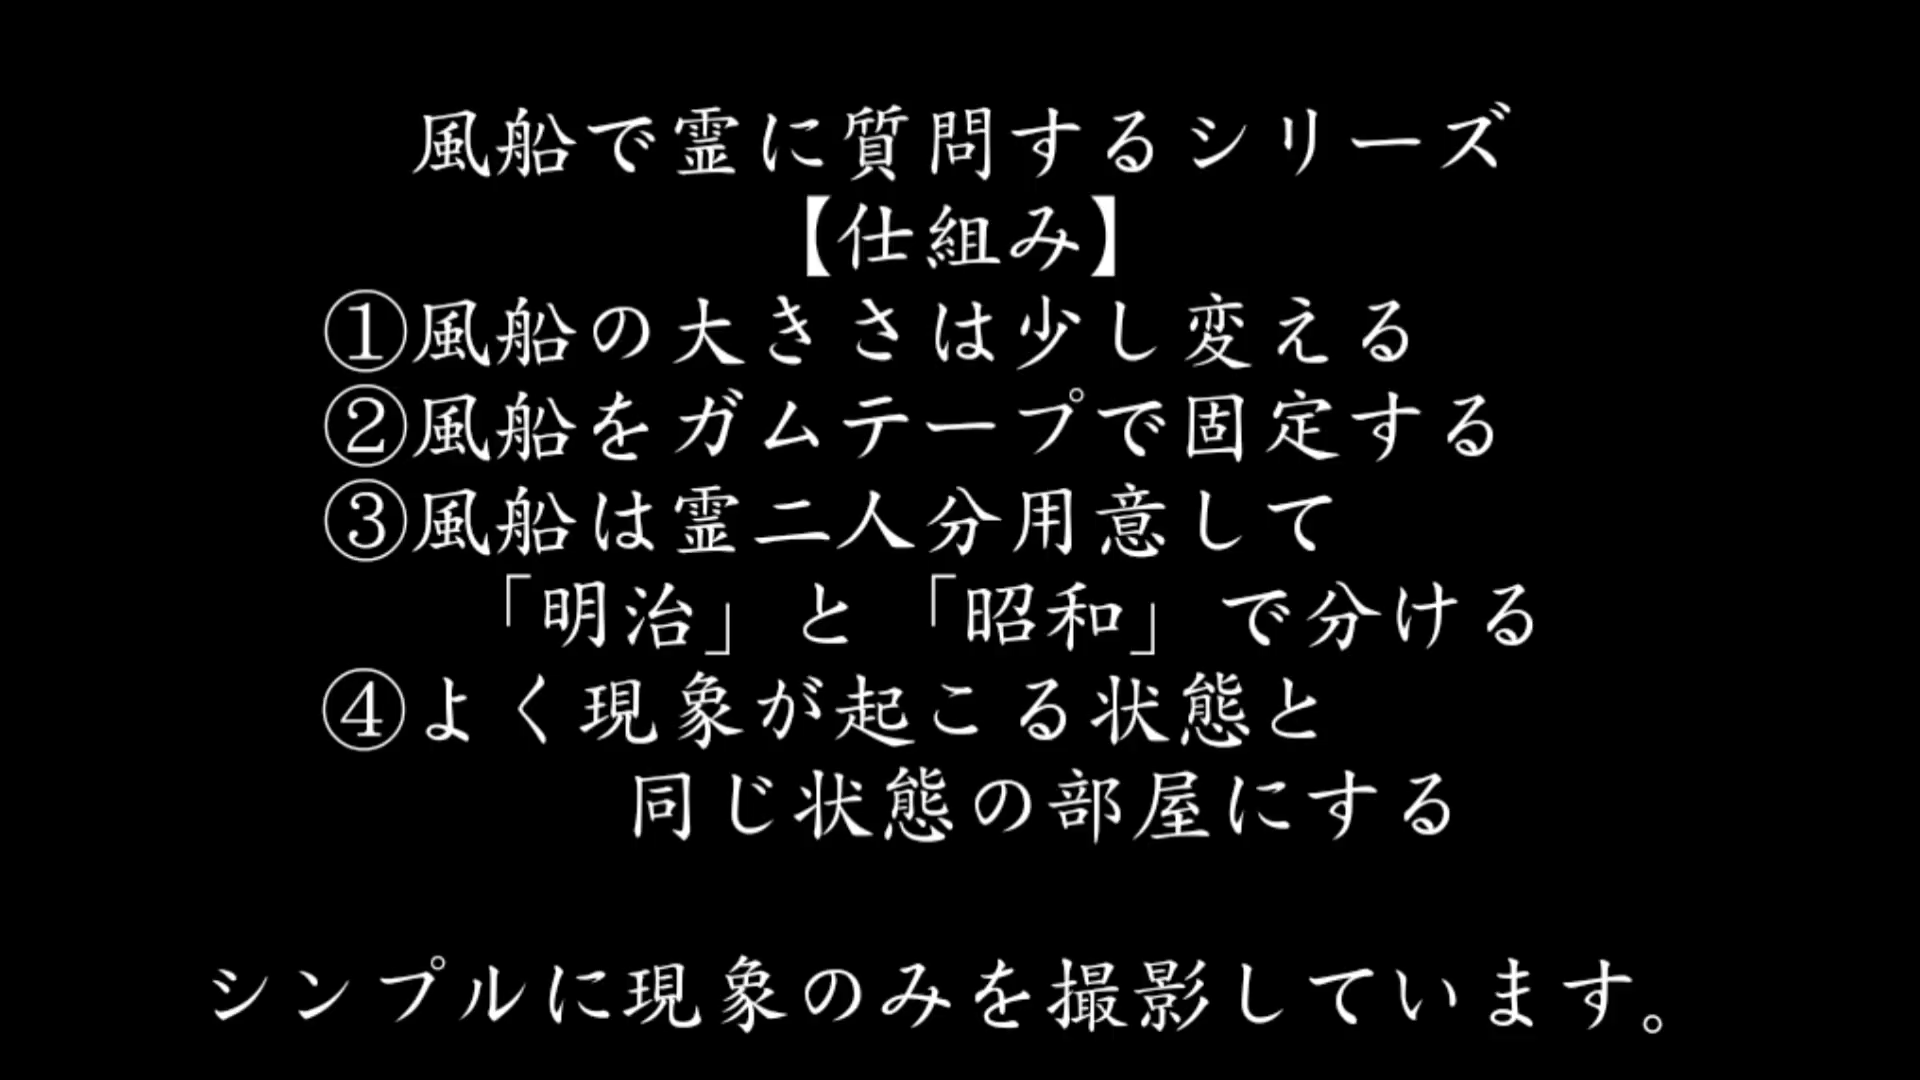 風船で霊に質問するシリーズ
【仕組み】
①風船の大きさは少し変える
②風船をガムテープで固定する
③風船は霊二人分用意して
「明治」と「昭和」で分ける
④よく現象が起こる状態と
同じ状態の部屋にする
シンプルに現象のみを撮影しています。